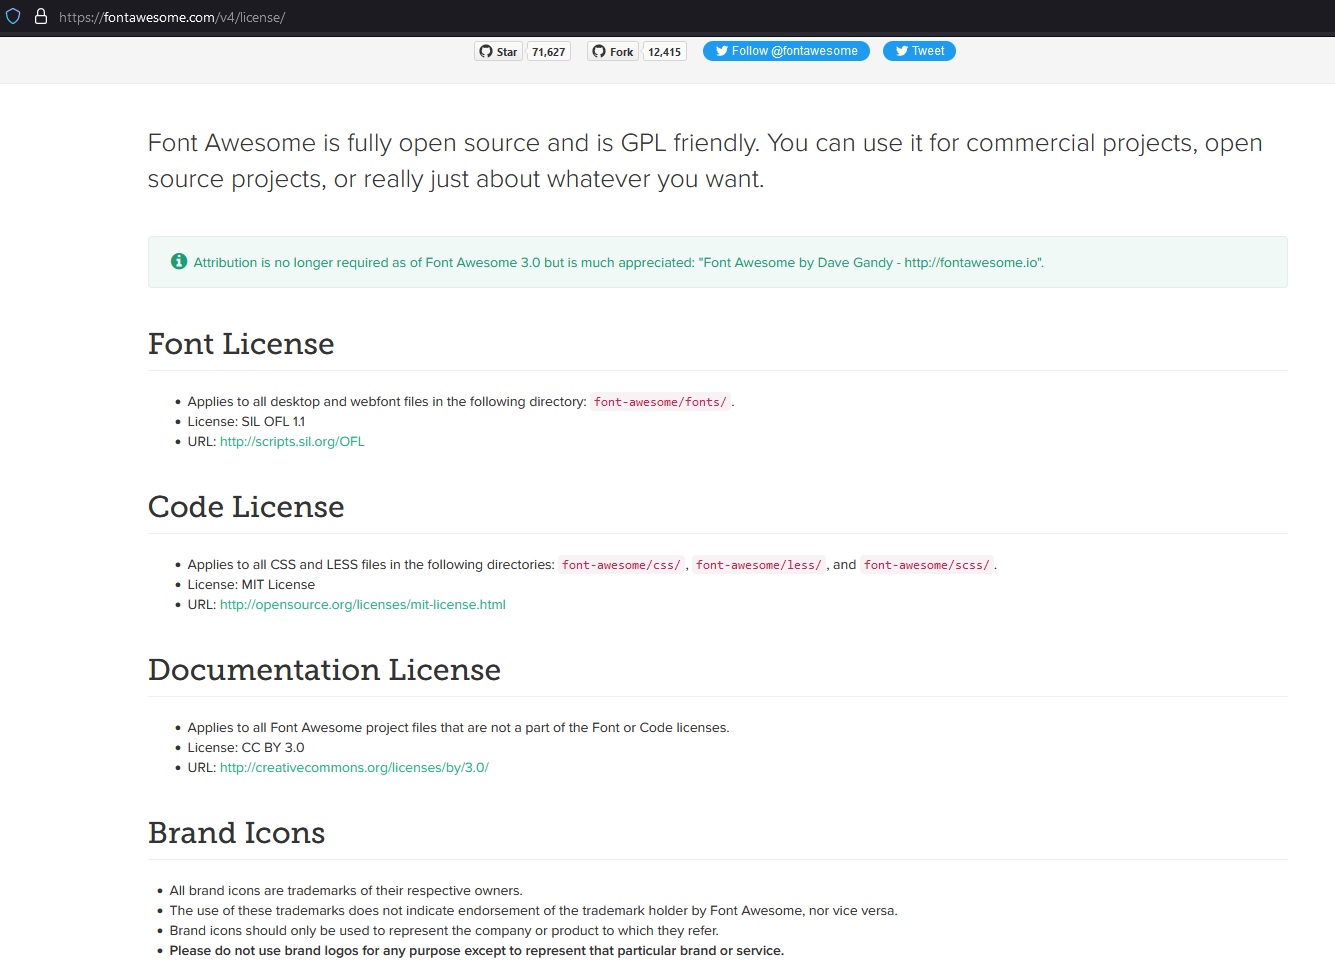 https://fontawesome.com/v4/license/
Star 71,627 Fork 12,415 Follow @fontawesome Tweet
Font Awesome is fully open source and is GPL friendly. You can use it for commercial projects, open
source projects, or really just about whatever you want.
Attribution is no longer required as of Font Awesome 3.0 but is much appreciated: "Font Awesome by Dave Gandy - http://fontawesome.io".
Font License
• Applies to all desktop and webfont files in the following directory: font-awesome/fonts/ .
• License: SIL OFL 1.1
• URL: http://scripts.sil.org/OFL
Code License
• Applies to all CSS and LESS files in the following directories: font-awesome/css/ , font-awesome/less/ , and font-awesome/scss/ .
• License: MIT License
• URL: http://opensource.org/licenses/mit-license.html
Documentation License
• Applies to all Font Awesome project files that are not a part of the Font or Code licenses.
• License: CC BY 3.0
• URL: http://creativecommons.org/licenses/by/3.0/
Brand Icons
• All brand icons are trademarks of their respective owners.
• The use of these trademarks does not indicate endorsement of the trademark holder by Font Awesome, nor vice versa.
• Brand icons should only be used to represent the company or product to which they refer.
• Please do not use brand logos for any purpose except to represent that particular brand or service.